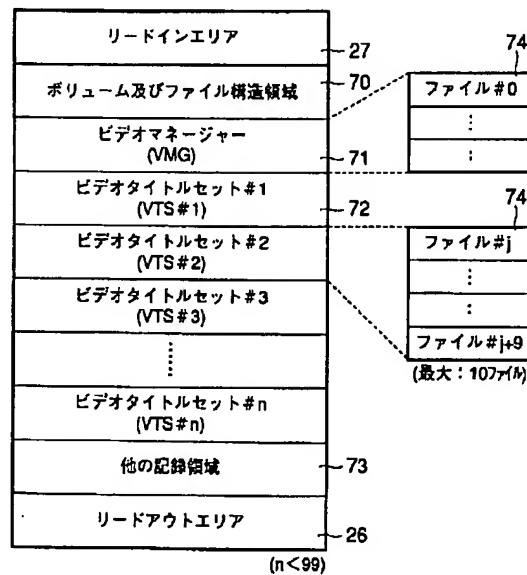 リードインエリア
27
ボリューム及びファイル構造領域
70
ビデオマネージャー
(VMG)
71
ビデオタイトルセット#1
(VTS#1)
72
ビデオタイトルセット#2
(VTS#2)
ビデオタイトルセット#3
(VTS#3)
ビデオタイトルセット#n
(VTS#n)
他の記録領域
73
リードアウトエリア
26
(n<99)
74
ファイル#0
74
ファイル#j
ファイル#j+9
(最大：10ファイル)